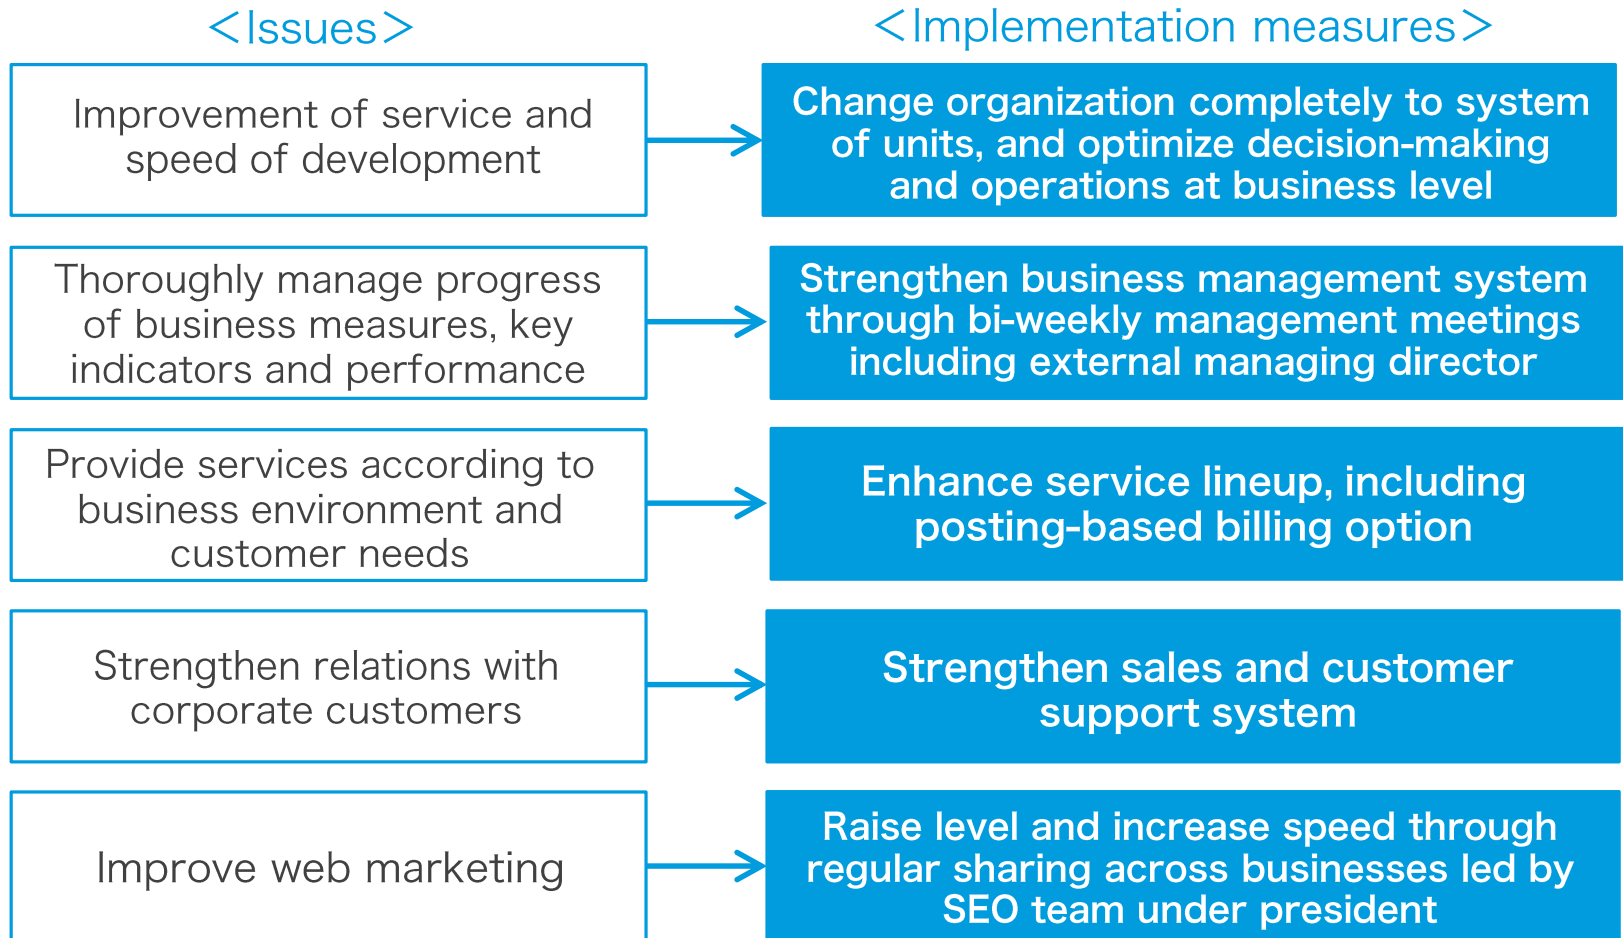 <Issues>
<Implementation measures>
Improvement of service and
speed of development
Change organization completely to system
of units, and optimize decision-making
and operations at business level
Thoroughly manage progress
of business measures, key
indicators and performance
Strengthen business management system
through bi-weekly management meetings
including external managing director
Provide services according to
business environment and
customer needs
Enhance service lineup, including
posting-based billing option
Strengthen relations with
corporate customers
Strengthen sales and customer
support system
Improve web marketing
Raise level and increase speed through
regular sharing across businesses led by
SEO team under president